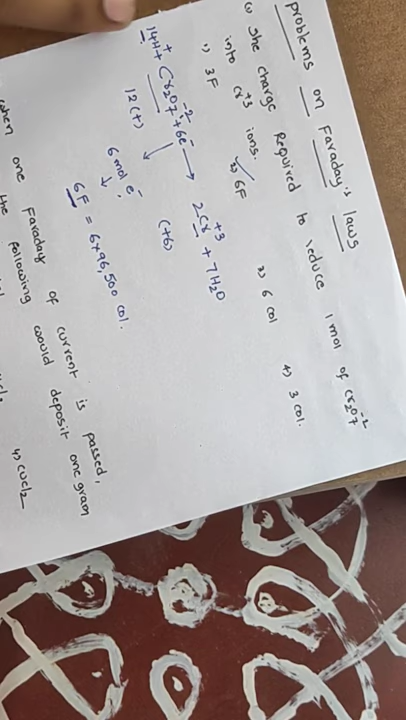 problems on Faraday's laws
(1) The charge required to reduce 1 mol of Cr₂O₇⁻²
into Cr⁺³ ions.
1) 3F 2) 6F 3) 6 col 4) 3 col.
14H⁺ + Cr₂O₇⁻² + 6e⁻ → 2Cr⁺³ + 7H₂O
12(+) (+6)
6 mol e⁻.
↓
6F = 6×96,500 col.
When one Faraday of current is passed,
the following would deposit one gram
4) CuCl₂